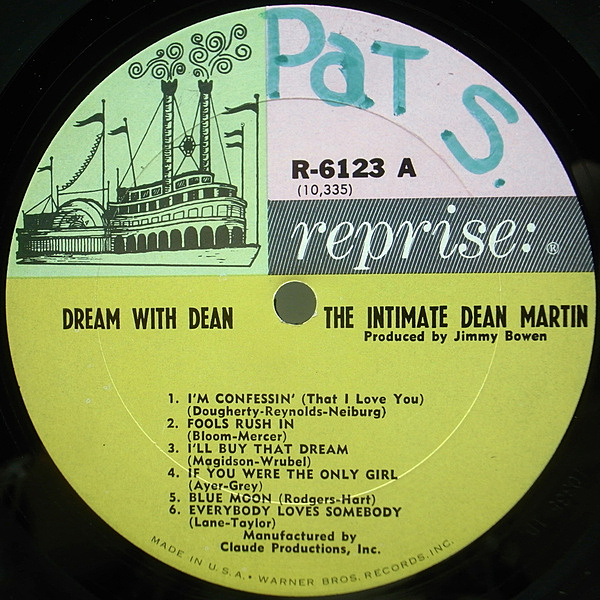 Pat S.
R-6123 A
(10,335)
reprise: ®
DREAM WITH DEAN
THE INTIMATE DEAN MARTIN
Produced by Jimmy Bowen
1. I'M CONFESSIN' (That I Love You)
(Dougherty-Reynolds-Neiburg)
2. FOOLS RUSH IN
(Bloom-Mercer)
3. I'LL BUY THAT DREAM
(Magidson-Wrubel)
4. IF YOU WERE THE ONLY GIRL
(Ayer-Grey)
5. BLUE MOON (Rodgers-Hart)
6. EVERYBODY LOVES SOMEBODY
(Lane-Taylor)
Manufactured by
Claude Productions, Inc.
MADE IN U.S.A. • WARNER BROS. RECORDS, INC.